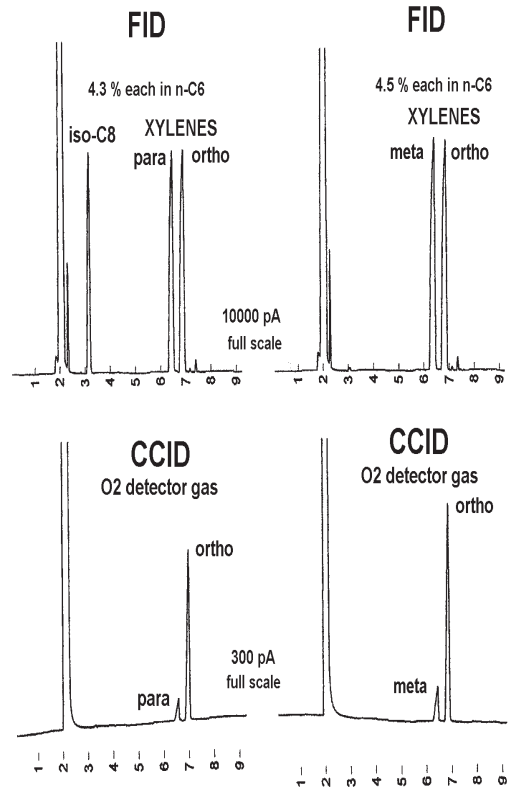 FID
4.3 % each in n-C6
iso-C8
XYLENES
para
ortho
1 2 3 4 5 6 7 8 9
FID
4.5 % each in n-C6
XYLENES
meta
ortho
1 2 3 4 5 6 7 8 9
10000 pA
full scale
CCID
O2 detector gas
ortho
para
1 2 3 4 5 6 7 8 9
CCID
O2 detector gas
ortho
meta
1 2 3 4 5 6 7 8 9
300 pA
full scale